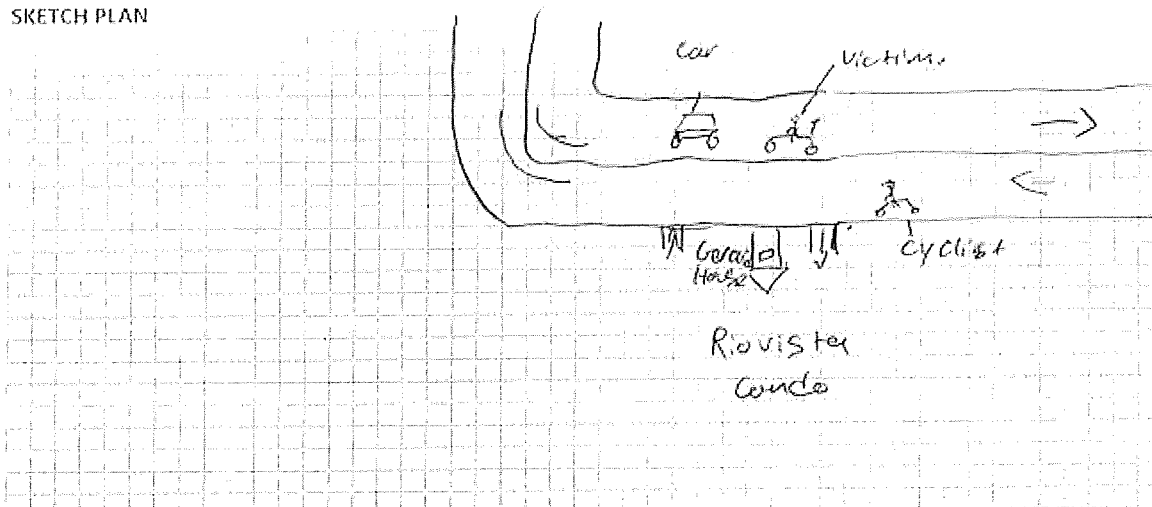 SKETCH PLAN
Car
Victim
Cyclist
House
Riovista
Condo